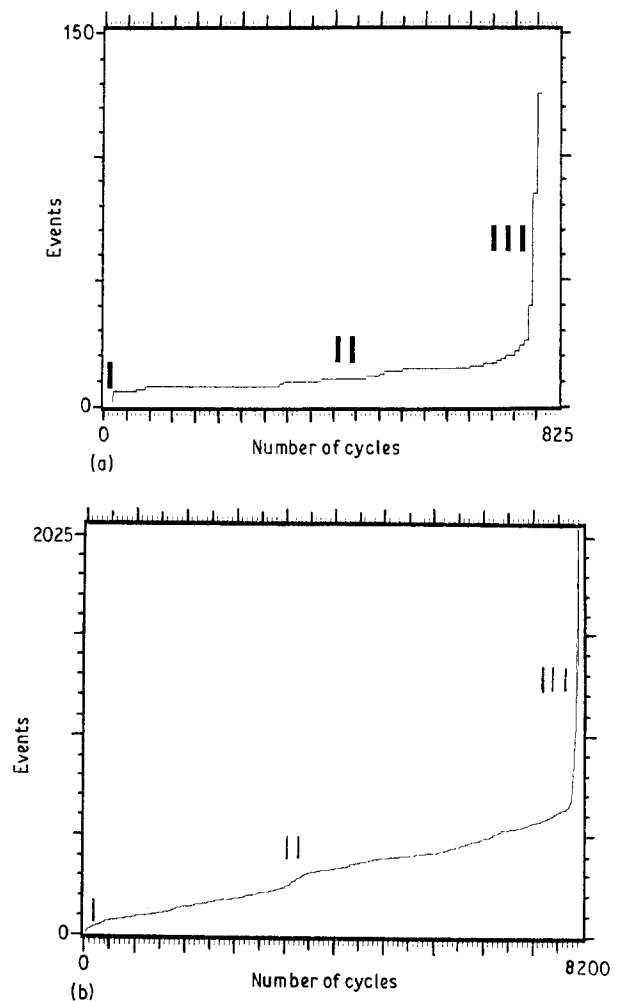 150
Events
III
II
I
0
0
825
Number of cycles
(a)
2025
Events
III
II
I
0
0
8200
Number of cycles
(b)